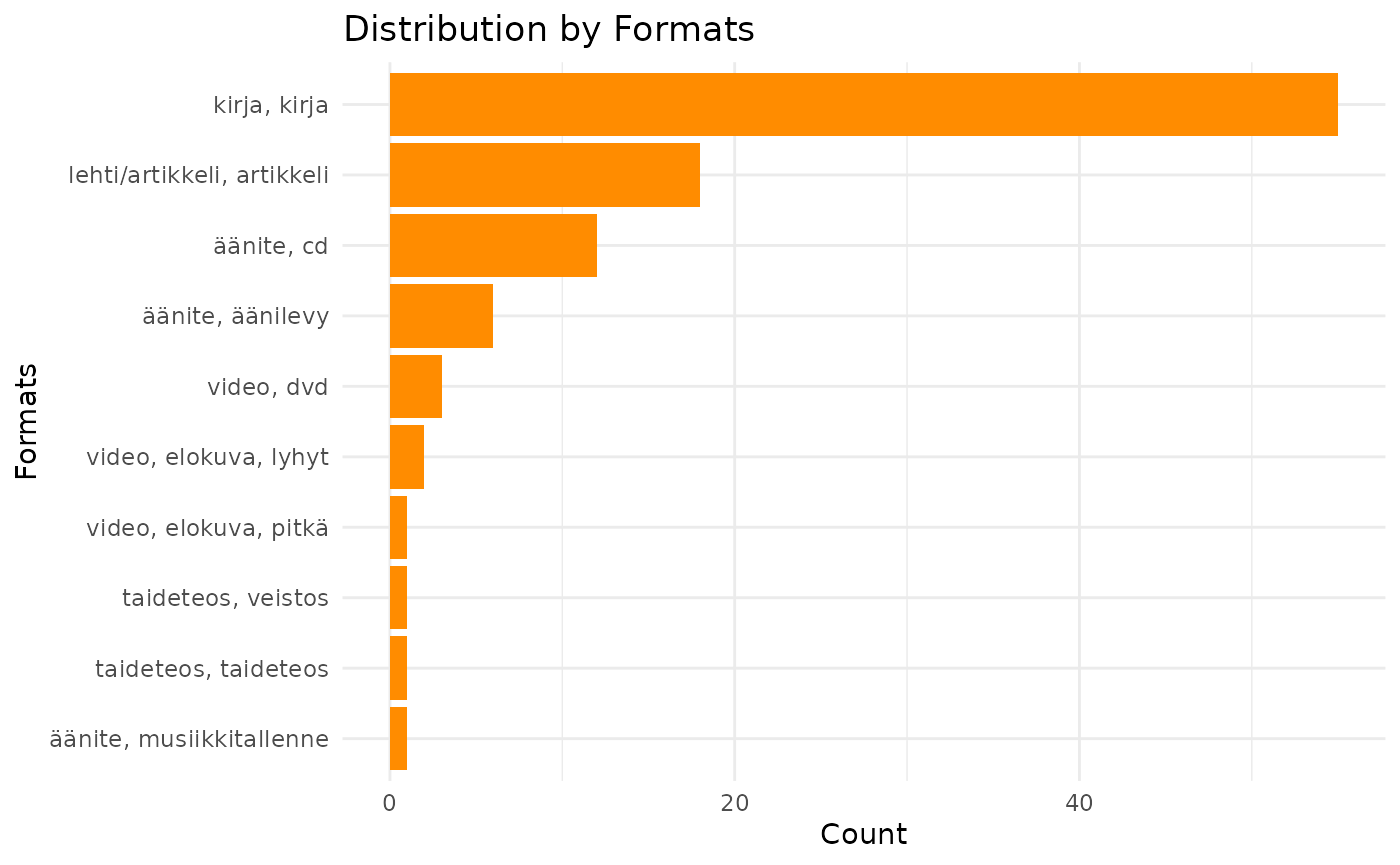 Distribution by Formats
Formats
kirja, kirja
lehti/artikkeli, artikkeli
äänite, cd
äänite, äänilevy
video, dvd
video, elokuva, lyhyt
video, elokuva, pitkä
taideteos, veistos
taideteos, taideteos
äänite, musiikkitallenne
0 20 40
Count